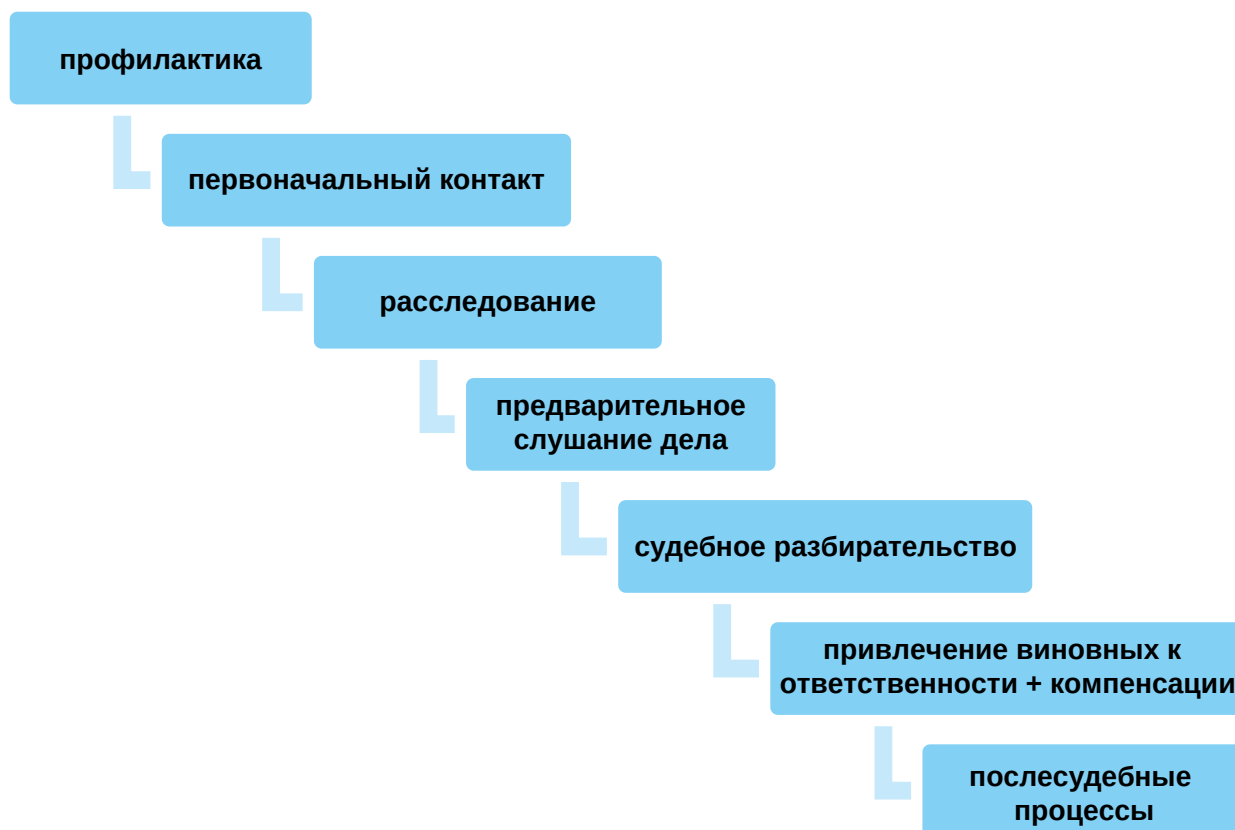 профилактика
первоначальный контакт
расследование
предварительное
слушание дела
судебное разбирательство
привлечение виновных к
ответственности + компенсации
послесудебные
процессы